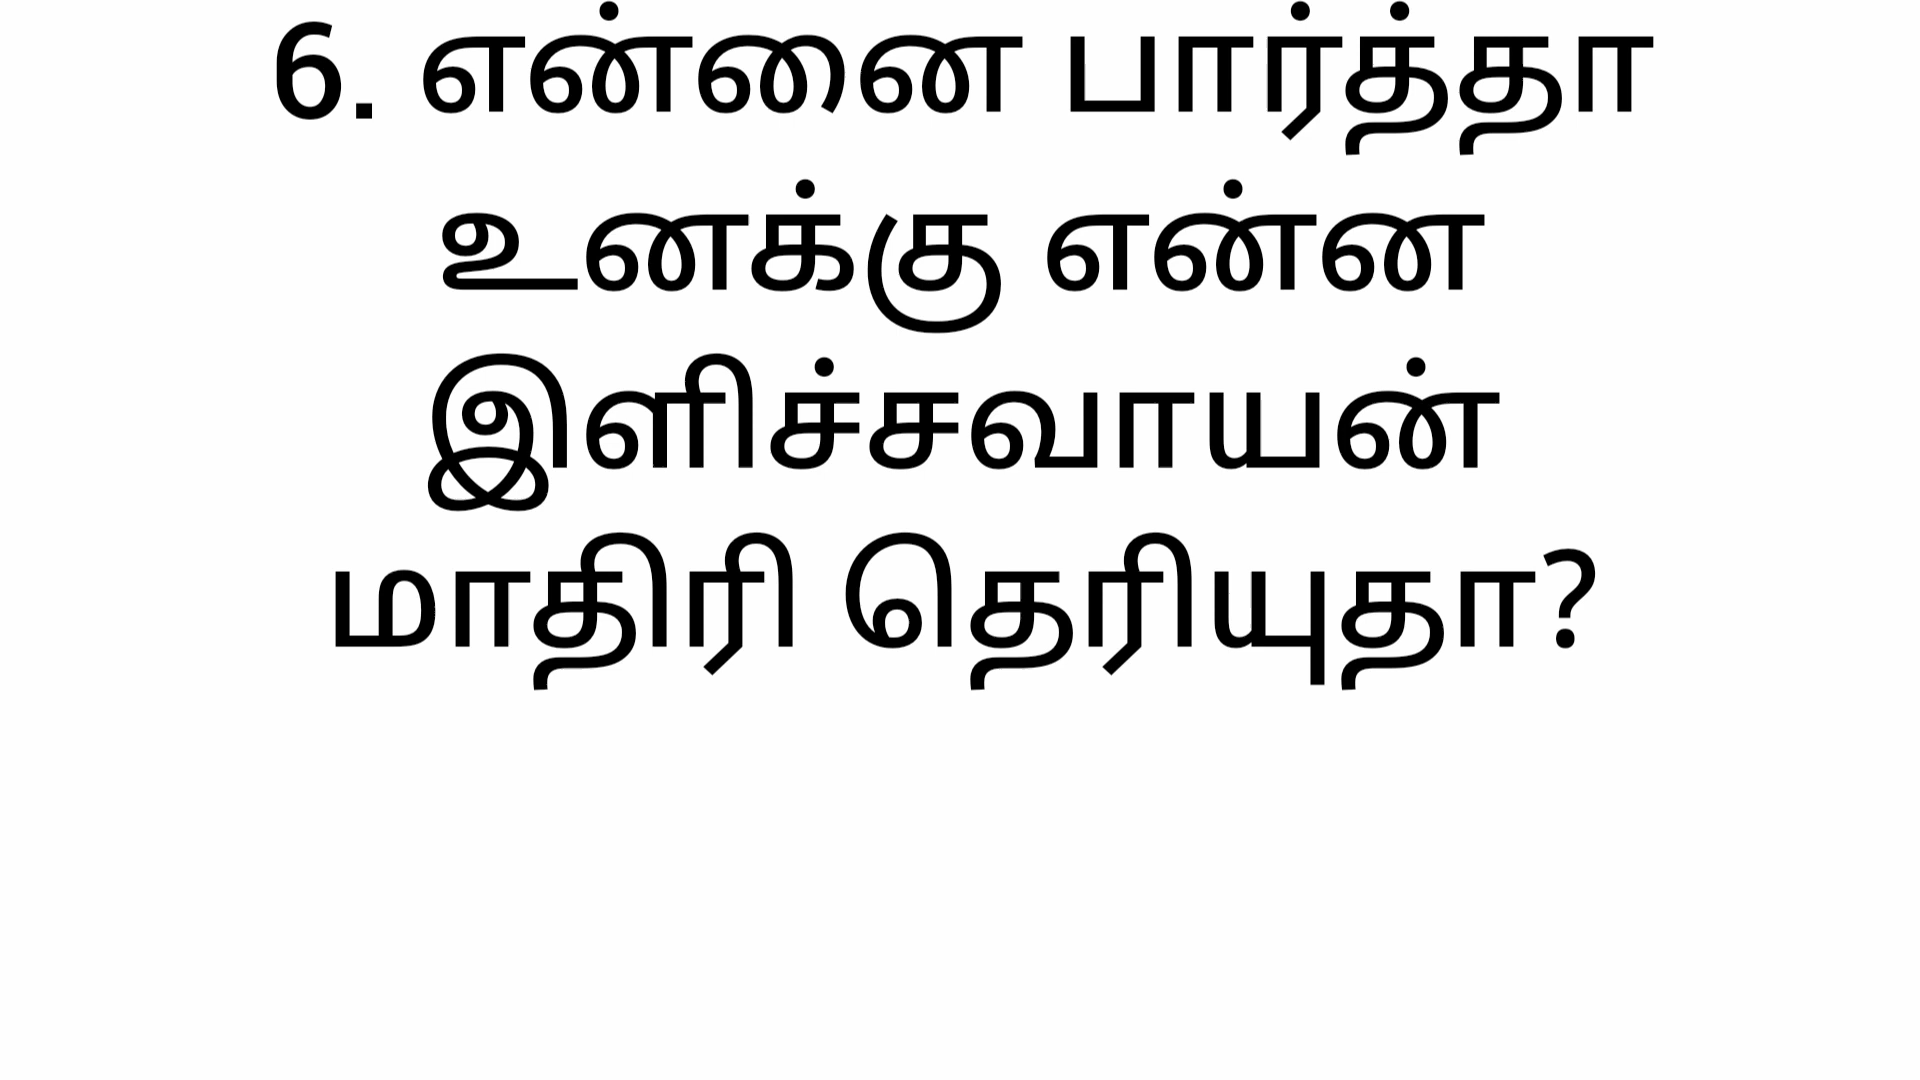 6. என்னை பார்த்தா
உனக்கு என்ன
இளிச்சவாயன்
மாதிரி தெரியுதா?